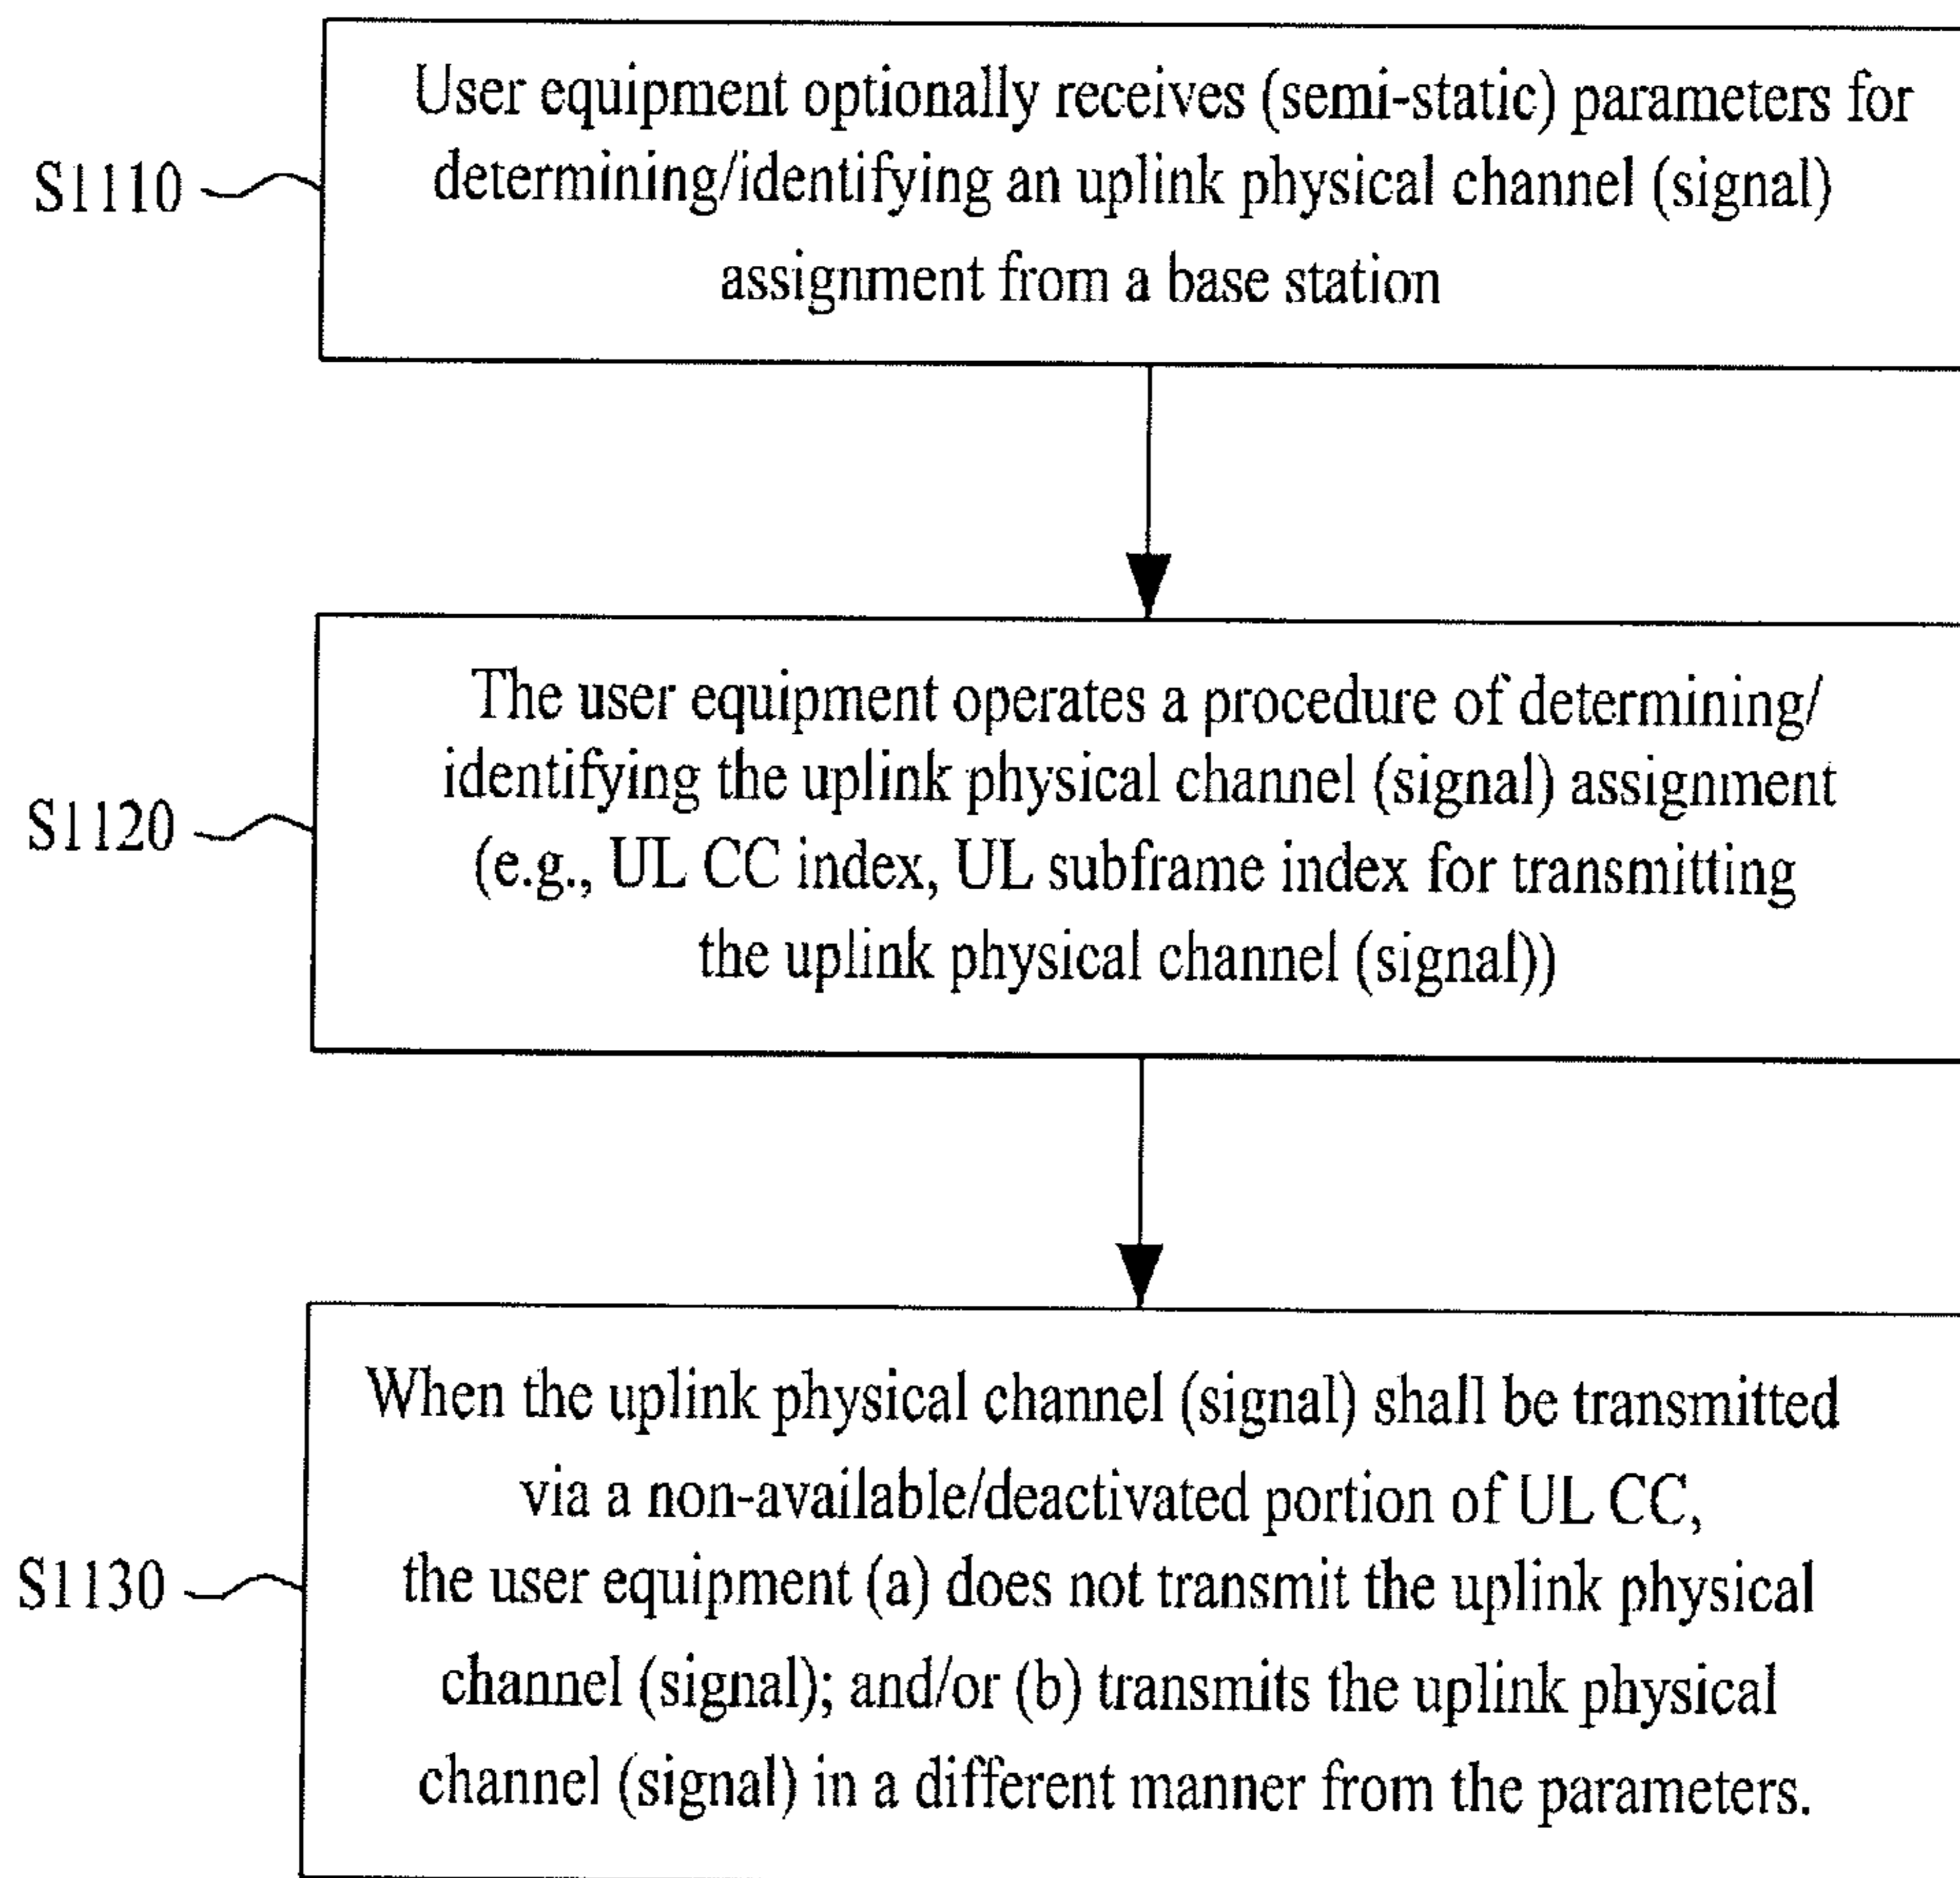 User equipment optionally receives (semi-static) parameters for
determining/identifying an uplink physical channel (signal)
assignment from a base station
S1110
The user equipment operates a procedure of determining/
identifying the uplink physical channel (signal) assignment
(e.g., UL CC index, UL subframe index for transmitting
the uplink physical channel (signal))
S1120
When the uplink physical channel (signal) shall be transmitted
via a non-available/deactivated portion of UL CC,
the user equipment (a) does not transmit the uplink physical
channel (signal); and/or (b) transmits the uplink physical
channel (signal) in a different manner from the parameters.
S1130